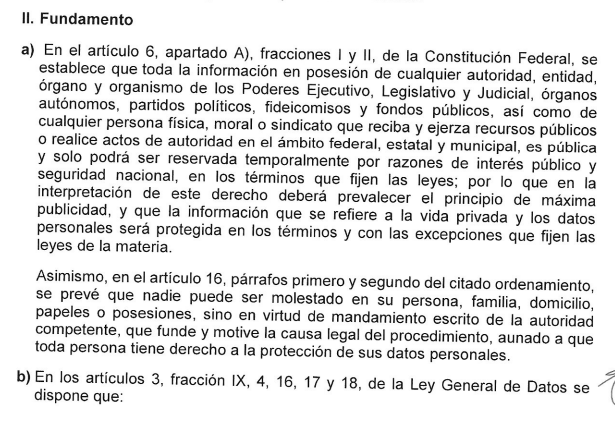 II. Fundamento
a) En el artículo 6, apartado A), fracciones I y II, de la Constitución Federal, se
establece que toda la información en posesión de cualquier autoridad, entidad,
órgano y organismo de los Poderes Ejecutivo, Legislativo y Judicial, órganos
autónomos, partidos políticos, fideicomisos y fondos públicos, así como de
cualquier persona física, moral o sindicato que reciba y ejerza recursos públicos
o realice actos de autoridad en el ámbito federal, estatal y municipal, es pública
y solo podrá ser reservada temporalmente por razones de interés público y
seguridad nacional, en los términos que fijen las leyes; por lo que en la
interpretación de este derecho deberá prevalecer el principio de máxima
publicidad, y que la información que se refiere a la vida privada y los datos
personales será protegida en los términos y con las excepciones que fijen las
leyes de la materia.
Asimismo, en el artículo 16, párrafos primero y segundo del citado ordenamiento,
se prevé que nadie puede ser molestado en su persona, familia, domicilio,
papeles o posesiones, sino en virtud de mandamiento escrito de la autoridad
competente, que funde y motive la causa legal del procedimiento, aunado a que
toda persona tiene derecho a la protección de sus datos personales.
b) En los artículos 3, fracción IX, 4, 16, 17 y 18, de la Ley General de Datos se
dispone que: